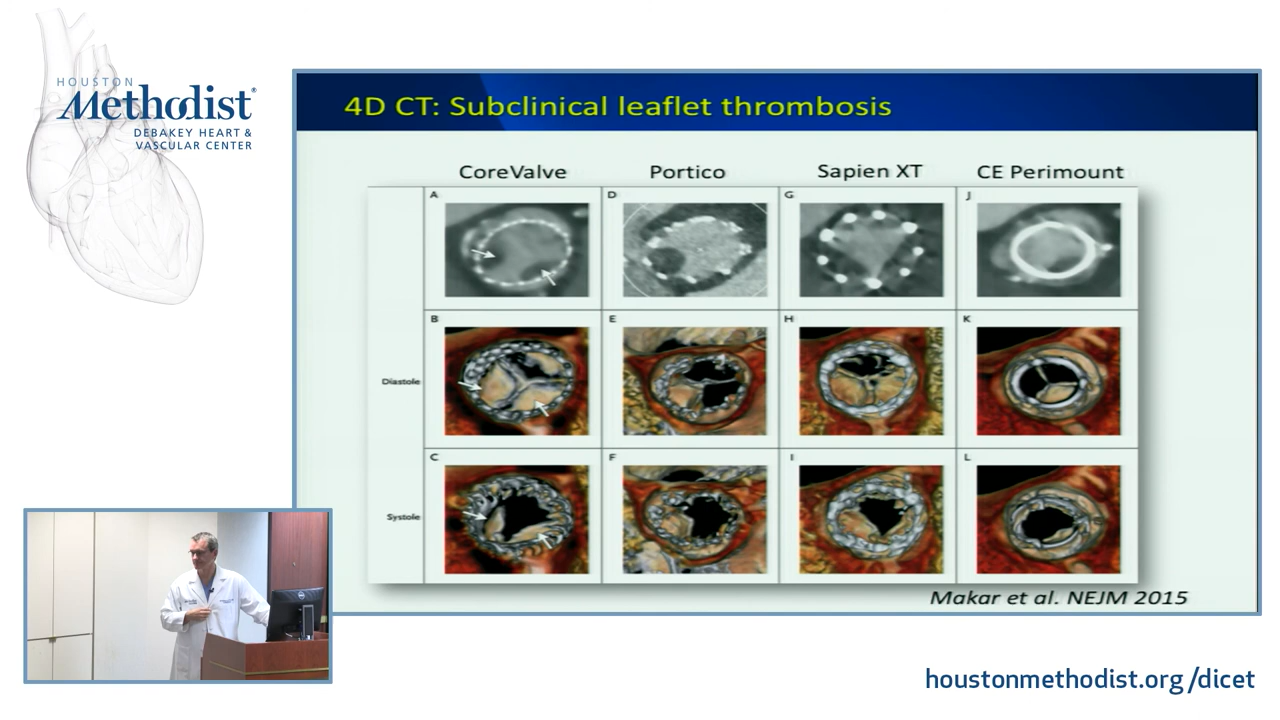 HOUSTON
Methodist®
DEBAKEY HEART &
VASCULAR CENTER
4D CT: Subclinical leaflet thrombosis
CoreValve Portico Sapien XT CE Perimount
A D G J
B E H K
Diastole
C F I L
Systole
Makar et al. NEJM 2015
houstonmethodist.org/dicet